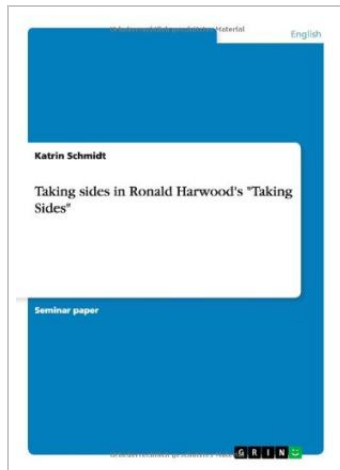 English
Katrin Schmidt
Taking sides in Ronald Harwood's "Taking
Sides"
Seminar paper
GRIN